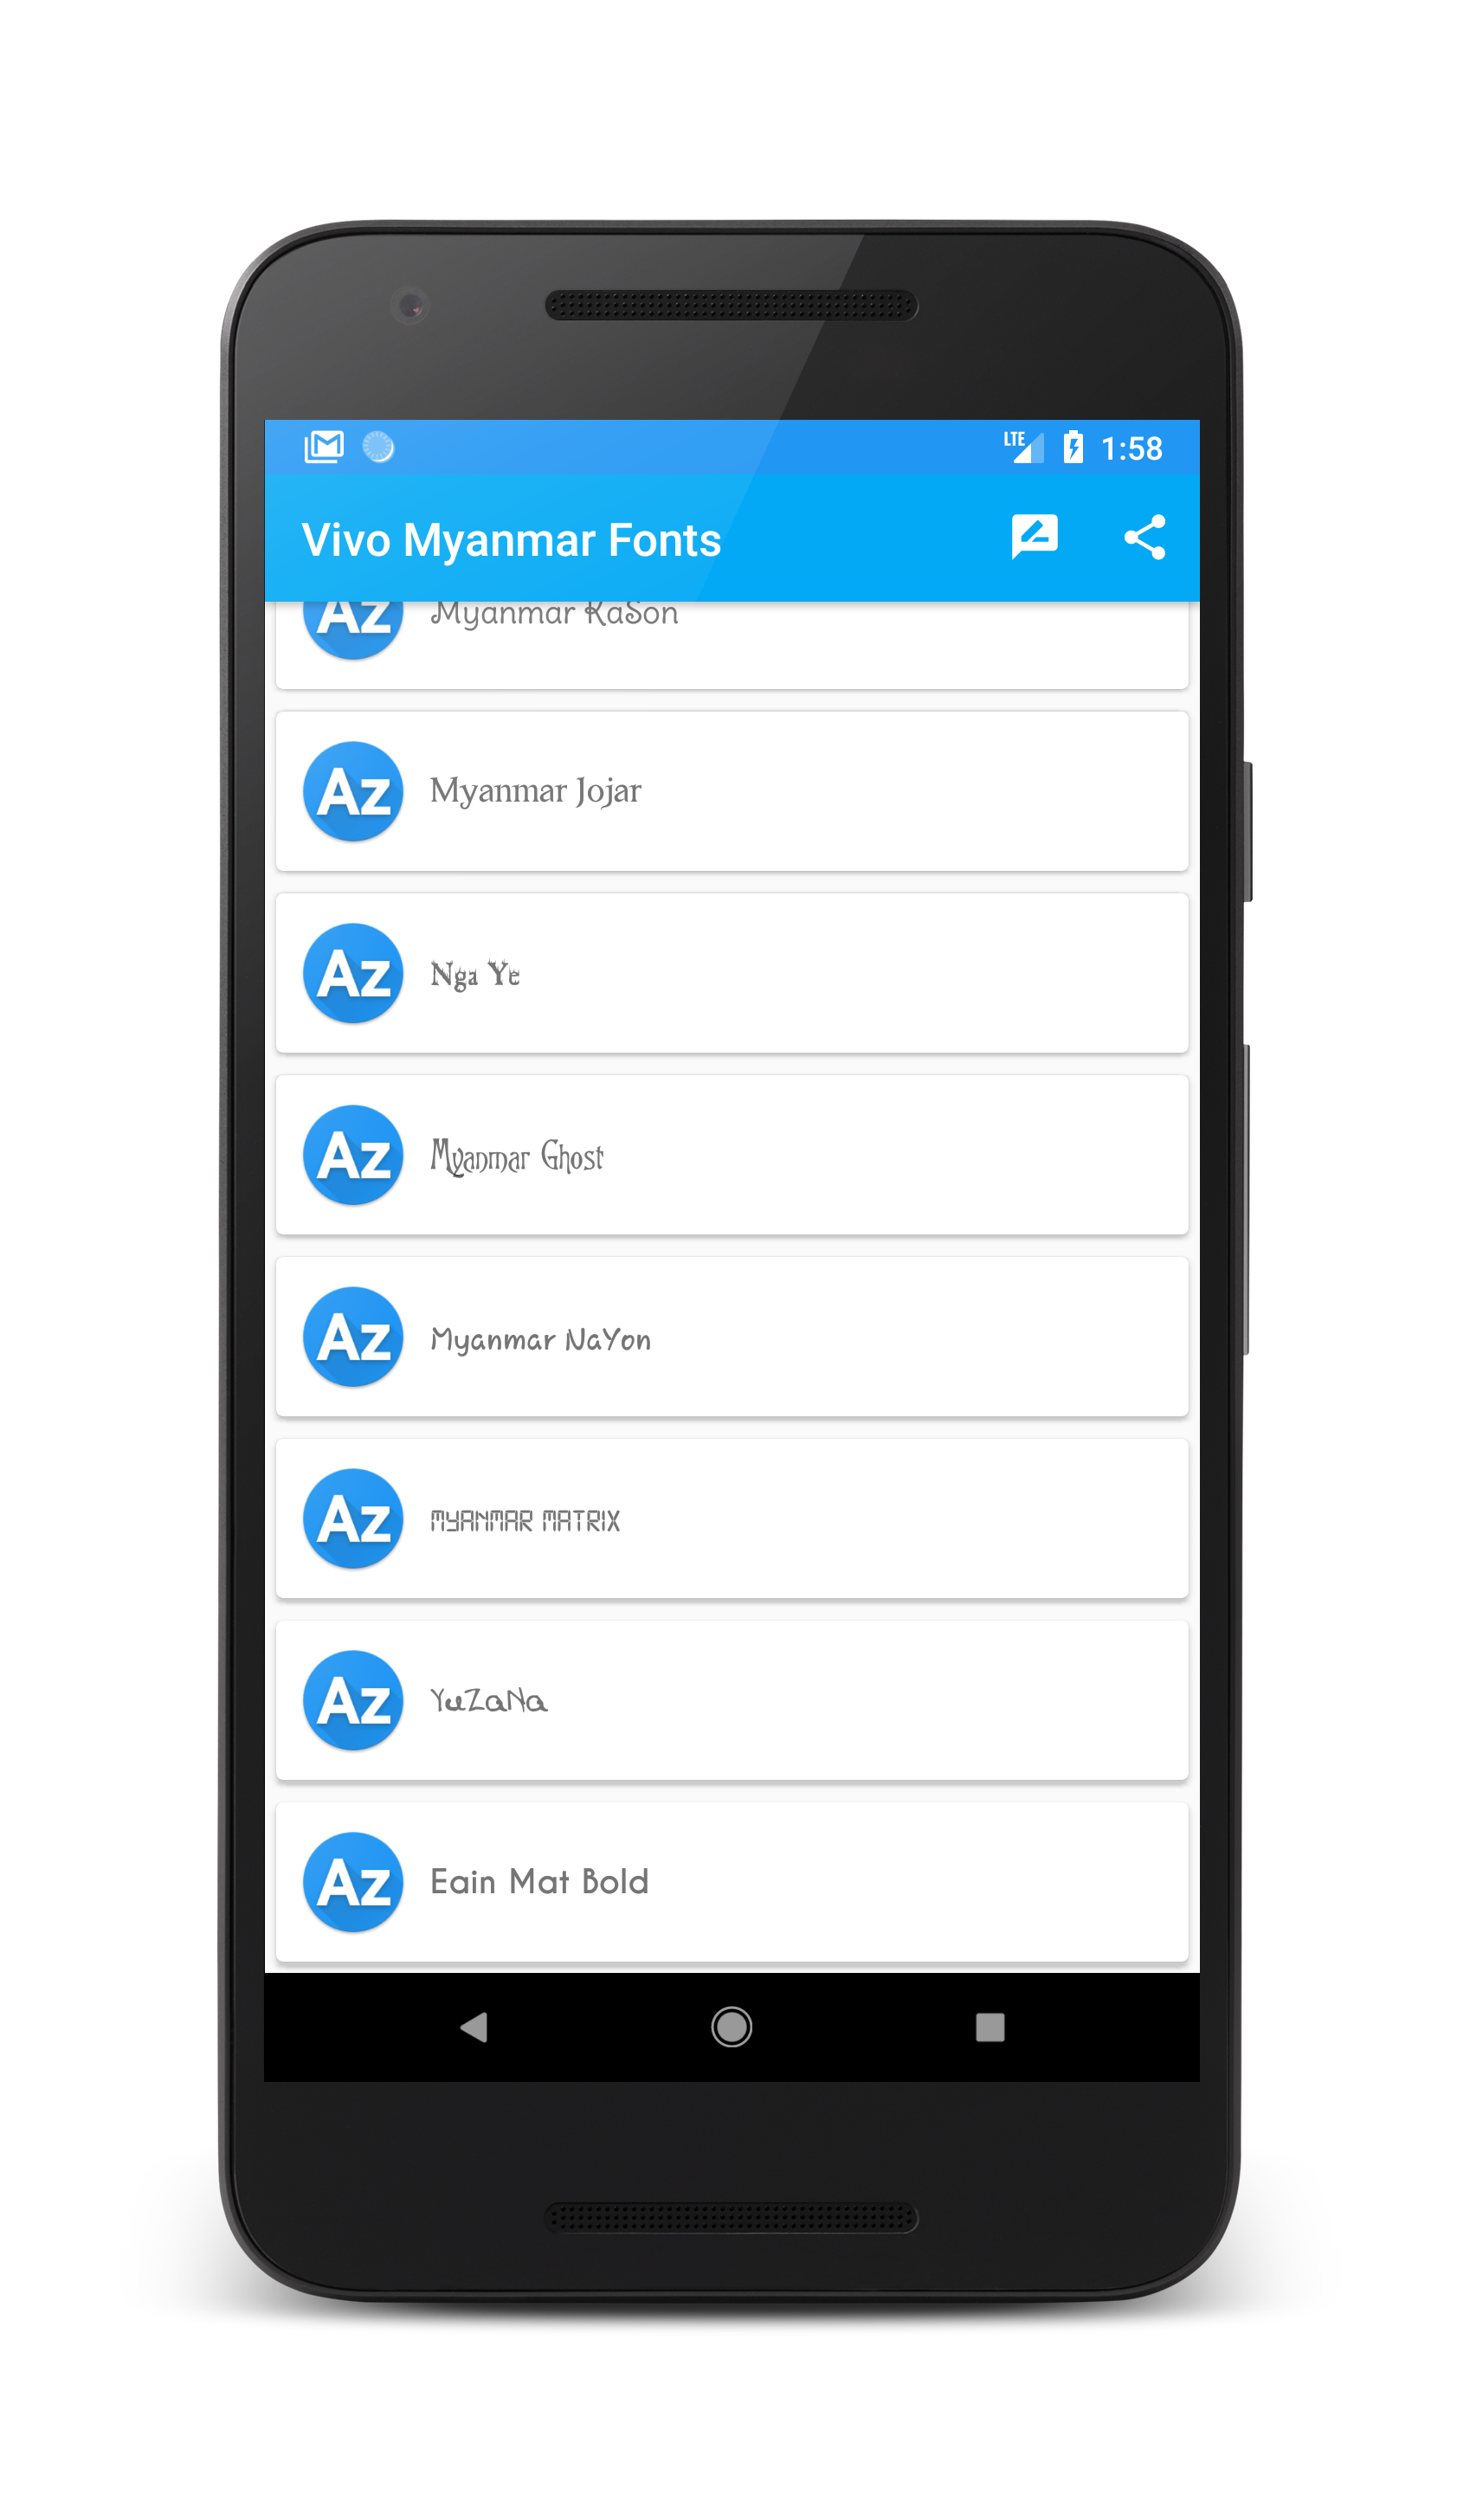 LTE 1:58
Vivo Myanmar Fonts
Az Myanmar KaSon
Az Myanmar Jojar
Az Nga Ye
Az Myanmar Ghost
Az Myanmar NaYon
Az MYANMAR MATRIX
Az YuZaNa
Az Eain Mat Bold